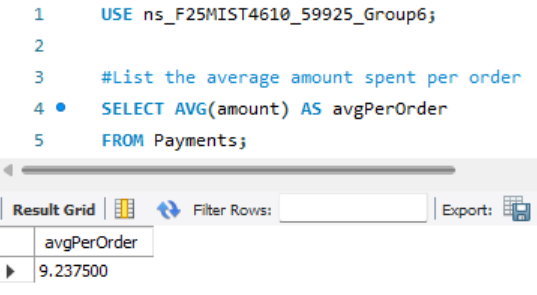 1 USE ns_F25MIST4610_59925_Group6;
2
3 #List the average amount spent per order
4 SELECT AVG(amount) AS avgPerOrder
5 FROM Payments;
Result Grid Filter Rows: Export:
avgPerOrder
9.237500